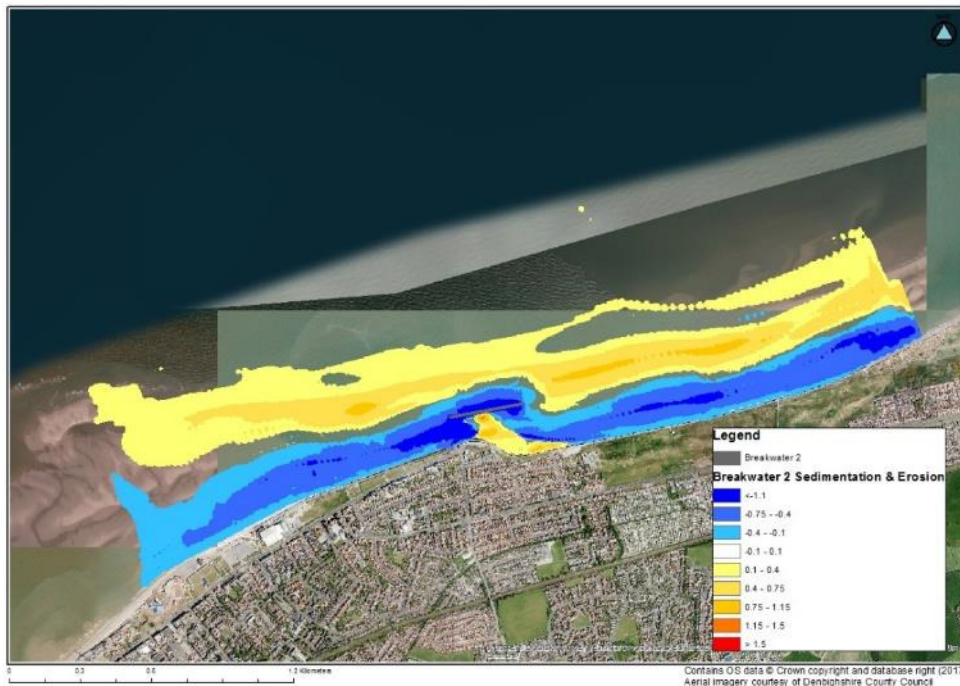 Legend
Breakwater 2
Breakwater 2 Sedimentation & Erosion
<-1.1
-0.75 - -0.4
-0.4 - -0.1
-0.1 - 0.1
0.1 - 0.4
0.4 - 0.75
0.75 - 1.15
1.15 - 1.5
> 1.5
0 0.3 0.6 1.2 Kilometers
Contains OS data © Crown copyright and database right (2017
Aerial imagery courtesy of Denbighshire County Council